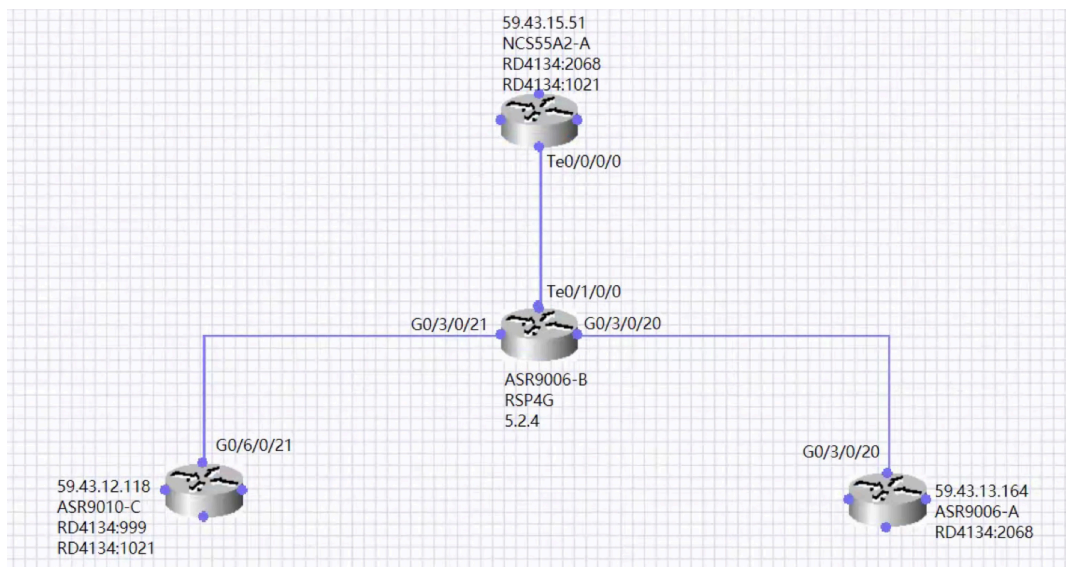 59.43.15.51
NCS55A2-A
RD4134:2068
RD4134:1021
Te0/0/0/0
Te0/1/0/0
G0/3/0/21
G0/3/0/20
ASR9006-B
RSP4G
5.2.4
G0/6/0/21
59.43.12.118
ASR9010-C
RD4134:999
RD4134:1021
G0/3/0/20
59.43.13.164
ASR9006-A
RD4134:2068